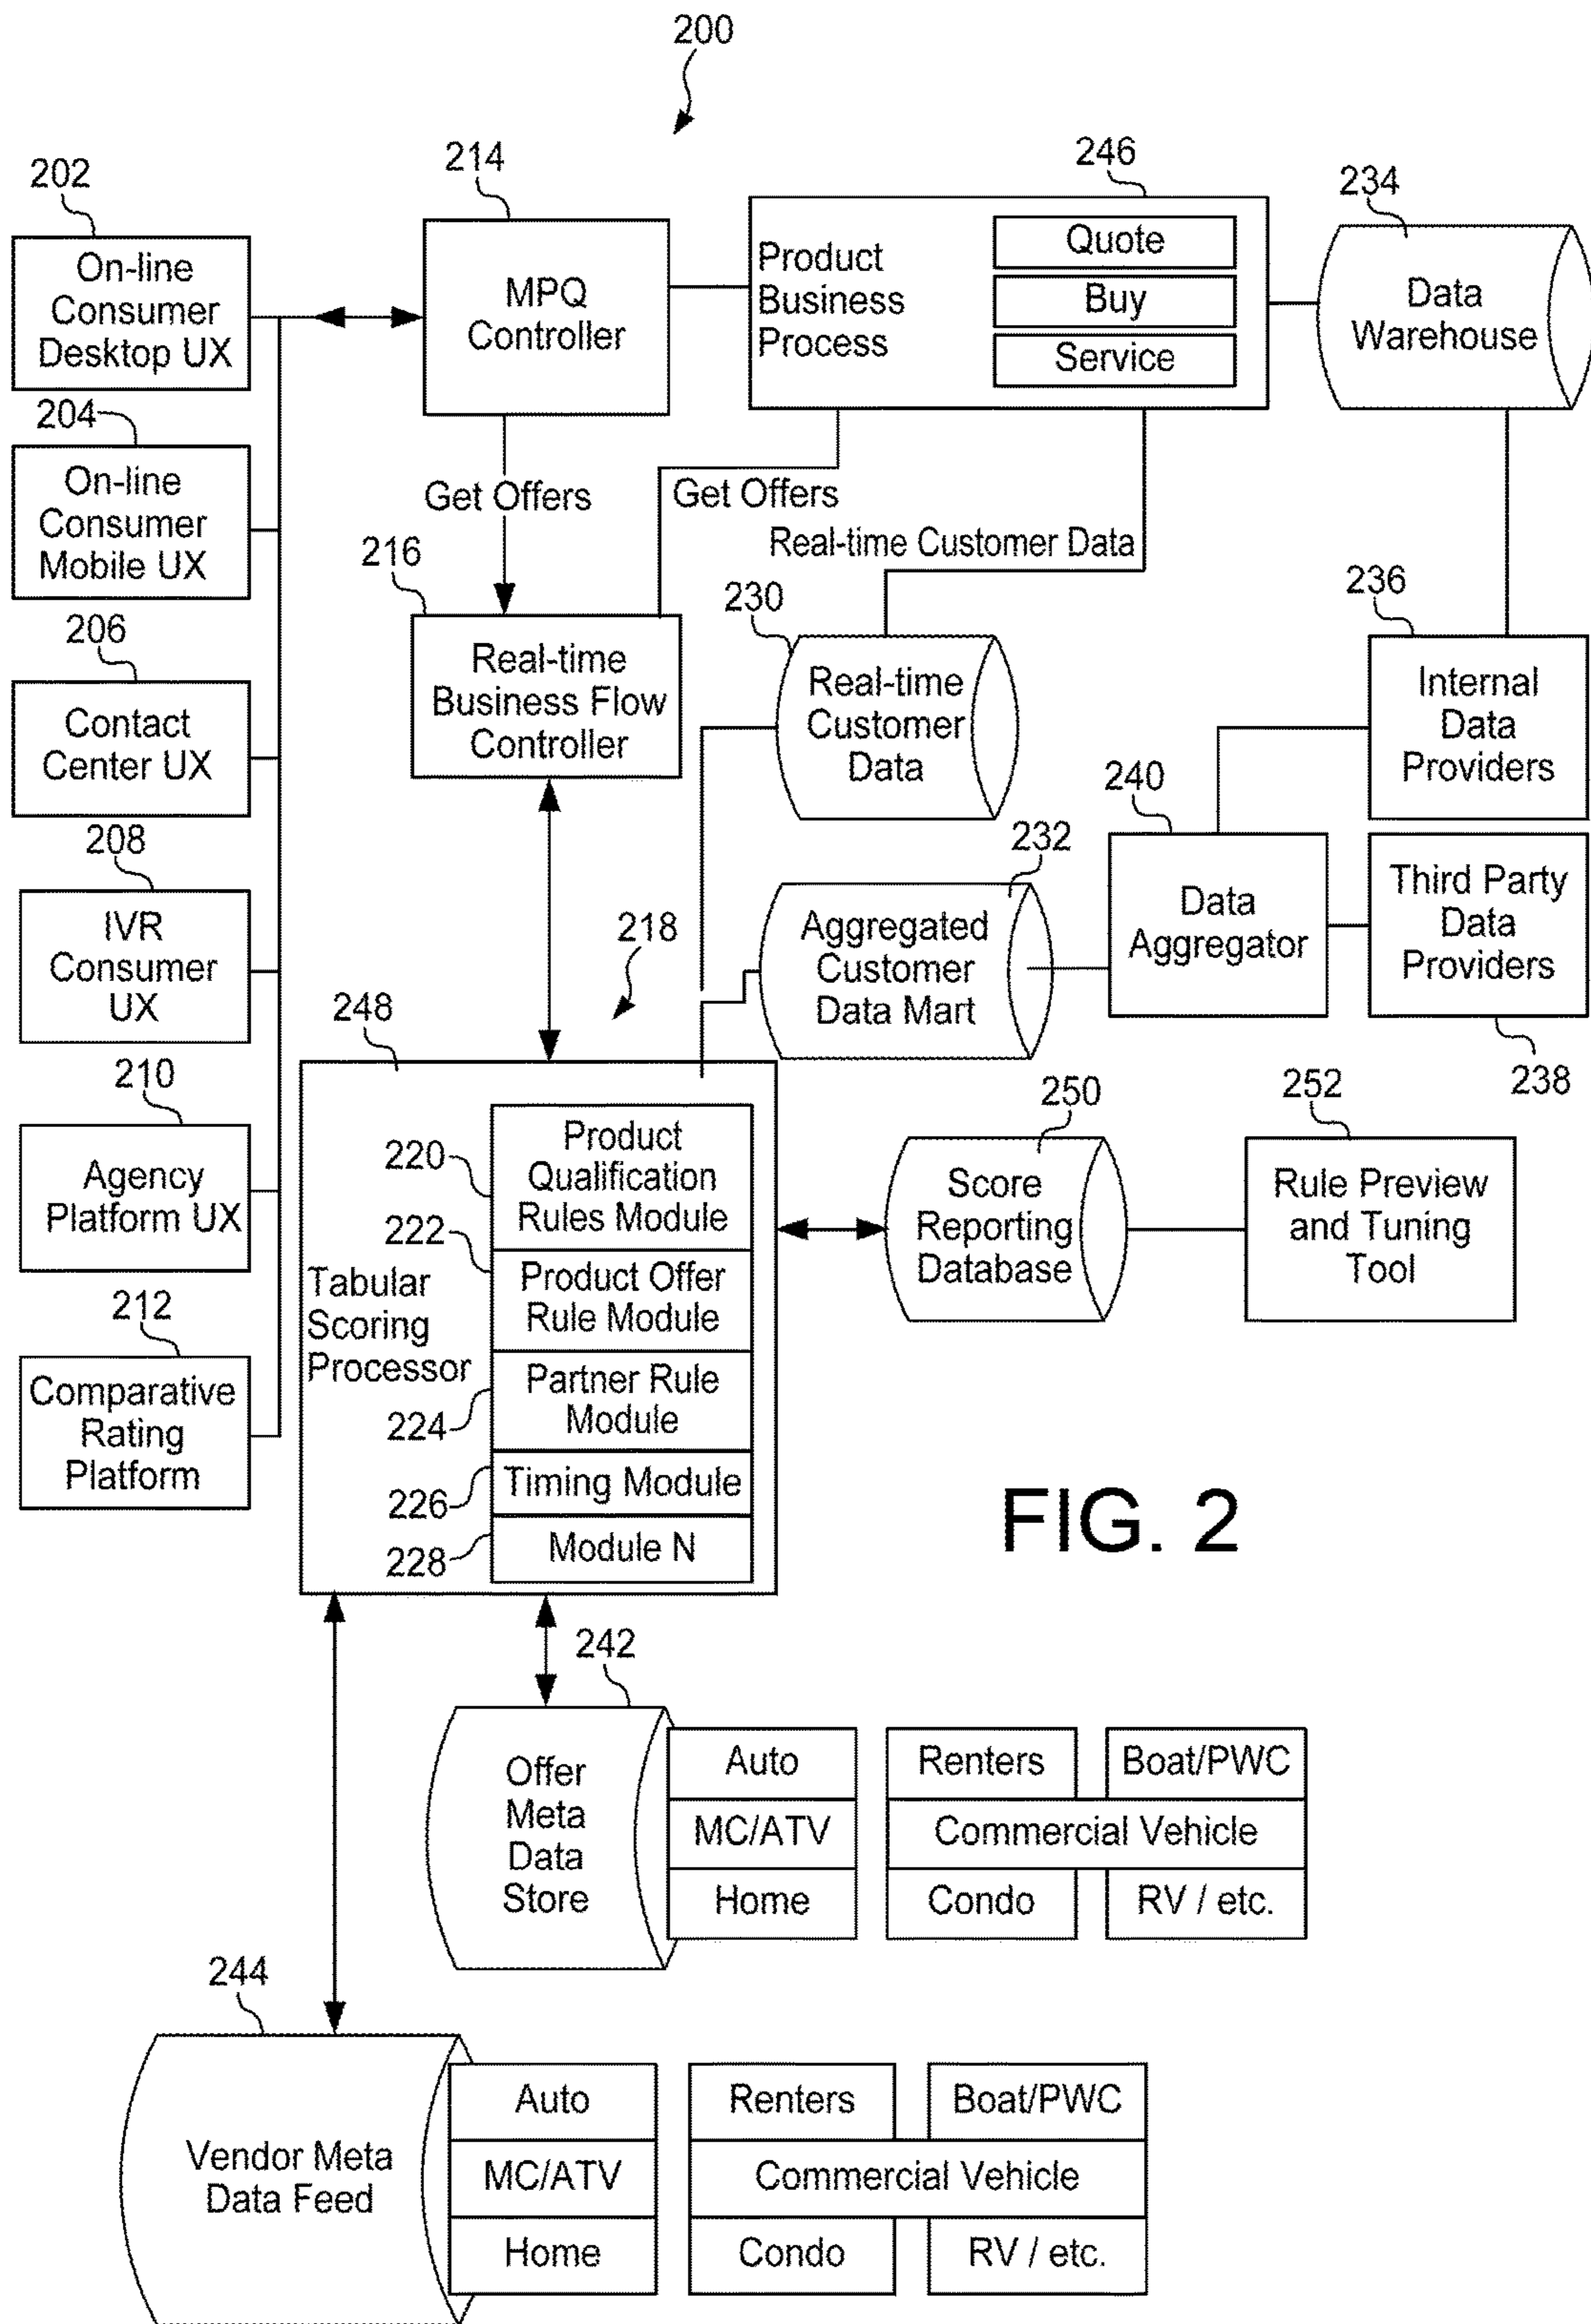 200
202
On-line
Consumer
Desktop UX
204
On-line
Consumer
Mobile UX
206
Contact
Center UX
208
IVR
Consumer
UX
210
Agency
Platform UX
212
Comparative
Rating
Platform
214
MPQ
Controller
246
Product
Business
Process
Quote
Buy
Service
234
Data
Warehouse
Get Offers
Get Offers
Real-time Customer Data
216
Real-time
Business Flow
Controller
230
Real-time
Customer
Data
236
Internal
Data
Providers
240
Data
Aggregator
232
Aggregated
Customer
Data Mart
Third Party
Data
Providers
238
218
248
Tabular
Scoring
Processor
220
Product
Qualification
Rules Module
222
Product Offer
Rule Module
224
Partner Rule
Module
226
Timing Module
228
Module N
250
Score
Reporting
Database
252
Rule Preview
and Tuning
Tool
FIG. 2
242
Offer
Meta
Data
Store
Auto
MC/ATV
Home
Renters
Boat/PWC
Commercial Vehicle
Condo
RV / etc.
244
Vendor Meta
Data Feed
Auto
MC/ATV
Home
Renters
Boat/PWC
Commercial Vehicle
Condo
RV / etc.